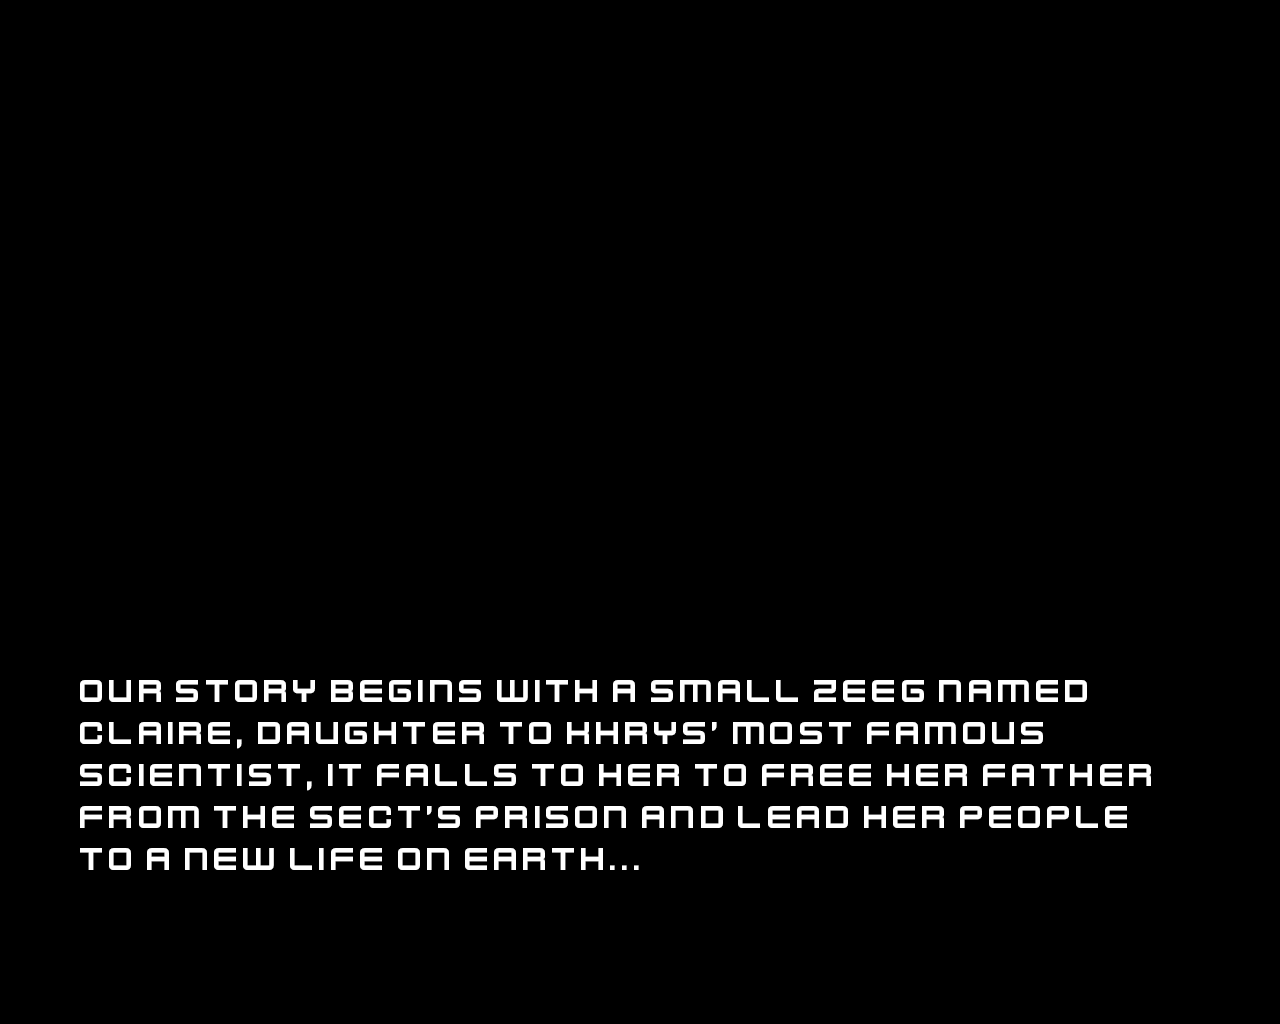 OUR STORY BEGINS WITH A SMALL ZEEG NAMED
CLAIRE, DAUGHTER TO KHRYS' MOST FAMOUS
SCIENTIST, IT FALLS TO HER TO FREE HER FATHER
FROM THE SECT'S PRISON AND LEAD HER PEOPLE
TO A NEW LIFE ON EARTH...